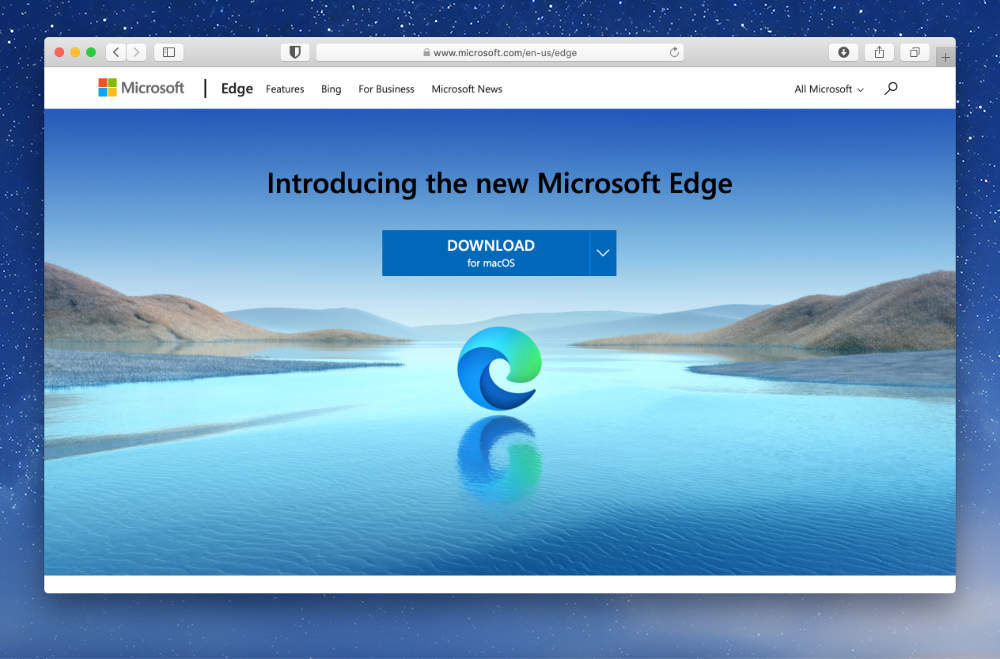 www.microsoft.com/en-us/edge
Microsoft Edge Features Bing For Business Microsoft News All Microsoft
Introducing the new Microsoft Edge
DOWNLOAD
for macOS